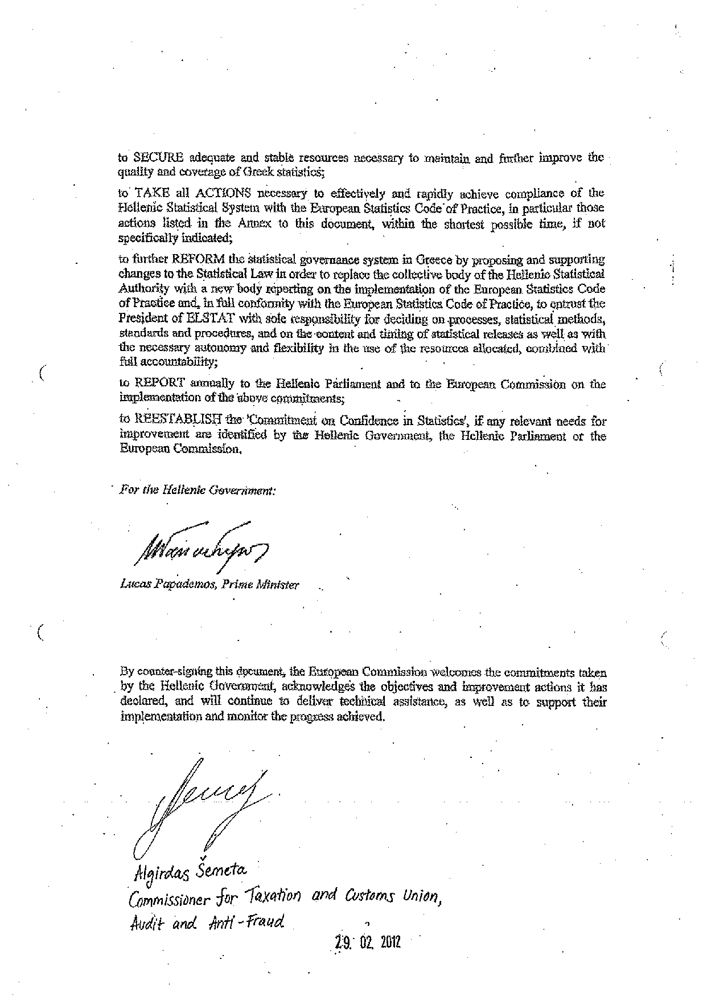 to SECURE adequate and stable resources necessary to maintain and further improve the
quality and coverage of Greek statistics;
to TAKE all ACTIONS necessary to effectively and rapidly achieve compliance of the
Hellenic Statistical System with the European Statistics Code of Practice, in particular those
actions listed in the Annex to this document, within the shortest possible time, if not
specifically indicated;
to further REFORM the statistical governance system in Greece by proposing and supporting
changes to the Statistical Law in order to replace the collective body of the Hellenic Statistical
Authority with a new body reporting on the implementation of the European Statistics Code
of Practice and, in full conformity with the European Statistics Code of Practice, to entrust the
President of ELSTAT with sole responsibility for deciding on processes, statistical methods,
standards and procedures, and on the content and timing of statistical releases as well as with
the necessary autonomy and flexibility in the use of the resources allocated, combined with
full accountability;
to REPORT annually to the Hellenic Parliament and to the European Commission on the
implementation of the above commitments;
to REESTABLISH the 'Commitment on Confidence in Statistics', if any relevant needs for
improvement are identified by the Hellenic Government, the Hellenic Parliament or the
European Commission.
For the Hellenic Government:
Lucas Papademos, Prime Minister
By counter-signing this document, the European Commission welcomes the commitments taken
by the Hellenic Government, acknowledges the objectives and improvement actions it has
declared, and will continue to deliver technical assistance, as well as to support their
implementation and monitor the progress achieved.
Algirdas Šemeta
Commissioner for Taxation and Customs Union,
Audit and Anti-Fraud
29. 02. 2012